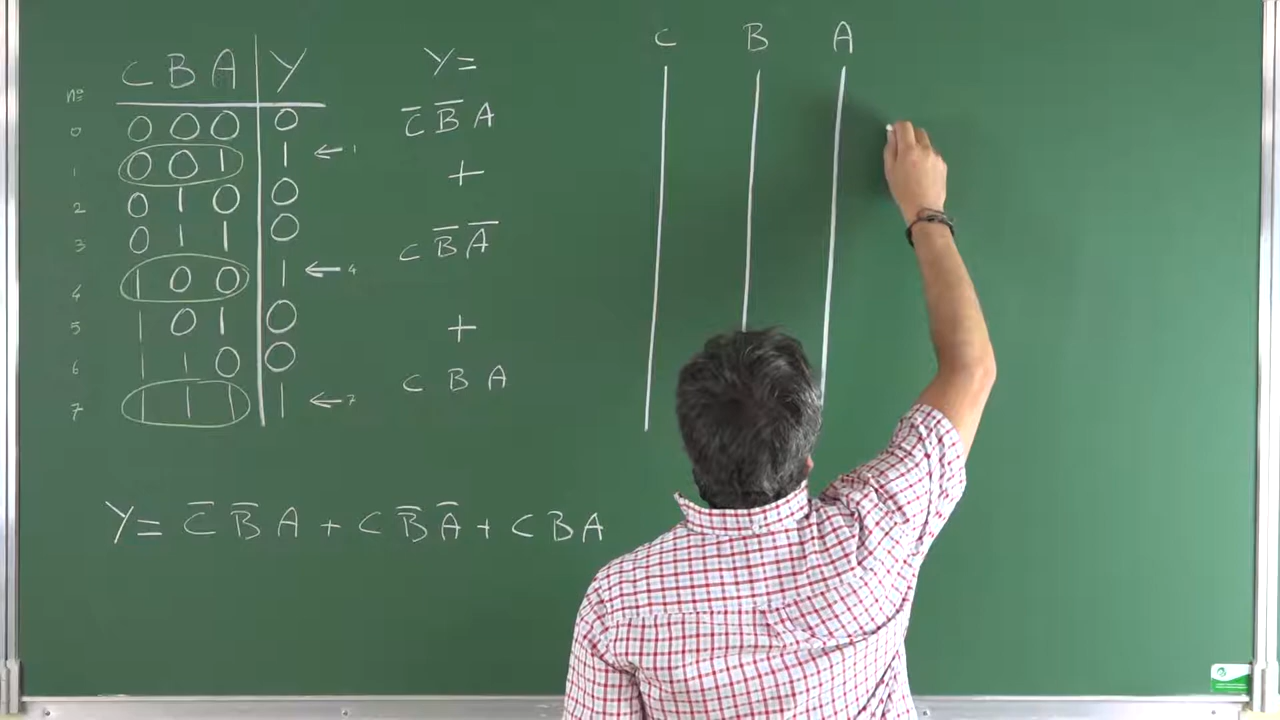 C B A Y
nº
0 0 0 0 0
1 0 0 1 1 ← 1
2 0 1 0 0
3 0 1 1 0
4 1 0 0 1 ← 4
5 1 0 1 0
6 1 1 0 0
7 1 1 1 1 ← 7
Y=
C̅ B̅ A
+
C B̅ A̅
+
C B A
Y= C̅ B̅ A + C B̅ A̅ + C B A
C B A